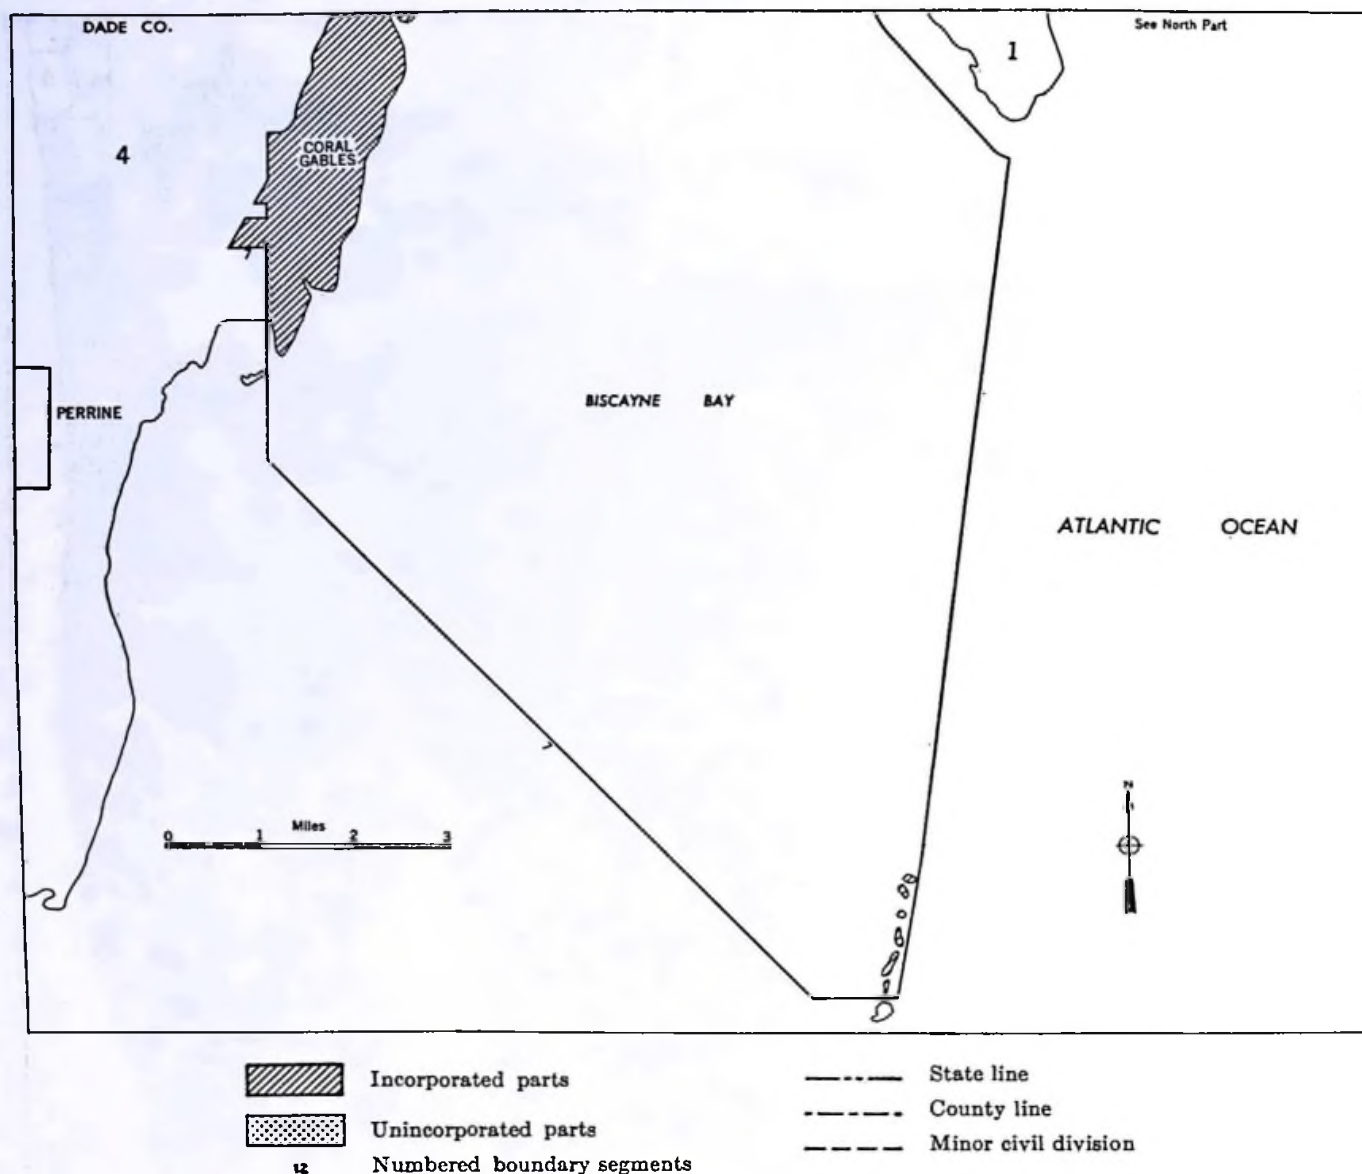 DADE CO.
See North Part
1
4
CORAL
GABLES
PERRINE
BISCAYNE BAY
ATLANTIC OCEAN
N
Miles
0 1 2 3
Incorporated parts
Unincorporated parts
12 Numbered boundary segments
State line
County line
Minor civil division